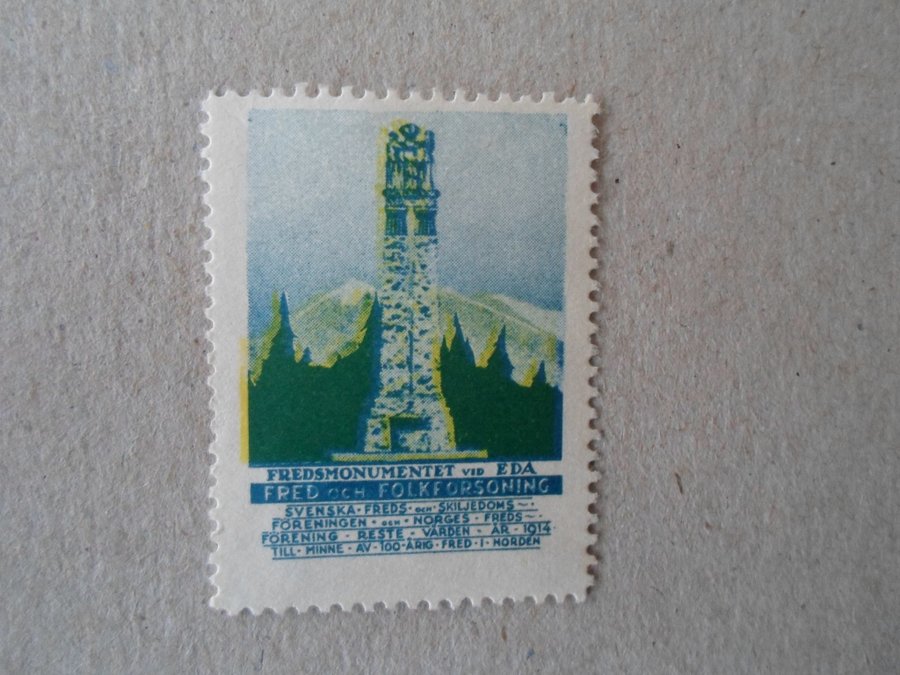 FREDSMONUMENTET VID EDA
FRED OCH FOLKFÖRSONING
SVENSKA · FREDS · OCH · SKILJEDOMS ~
FÖRENINGEN · OCH · NORGES · FREDS ~
FÖRENING · RESTE · VÅRDEN · ÅR · 1914
TILL · MINNE · AV · 100-ÅRIG · FRED · I · NORDEN